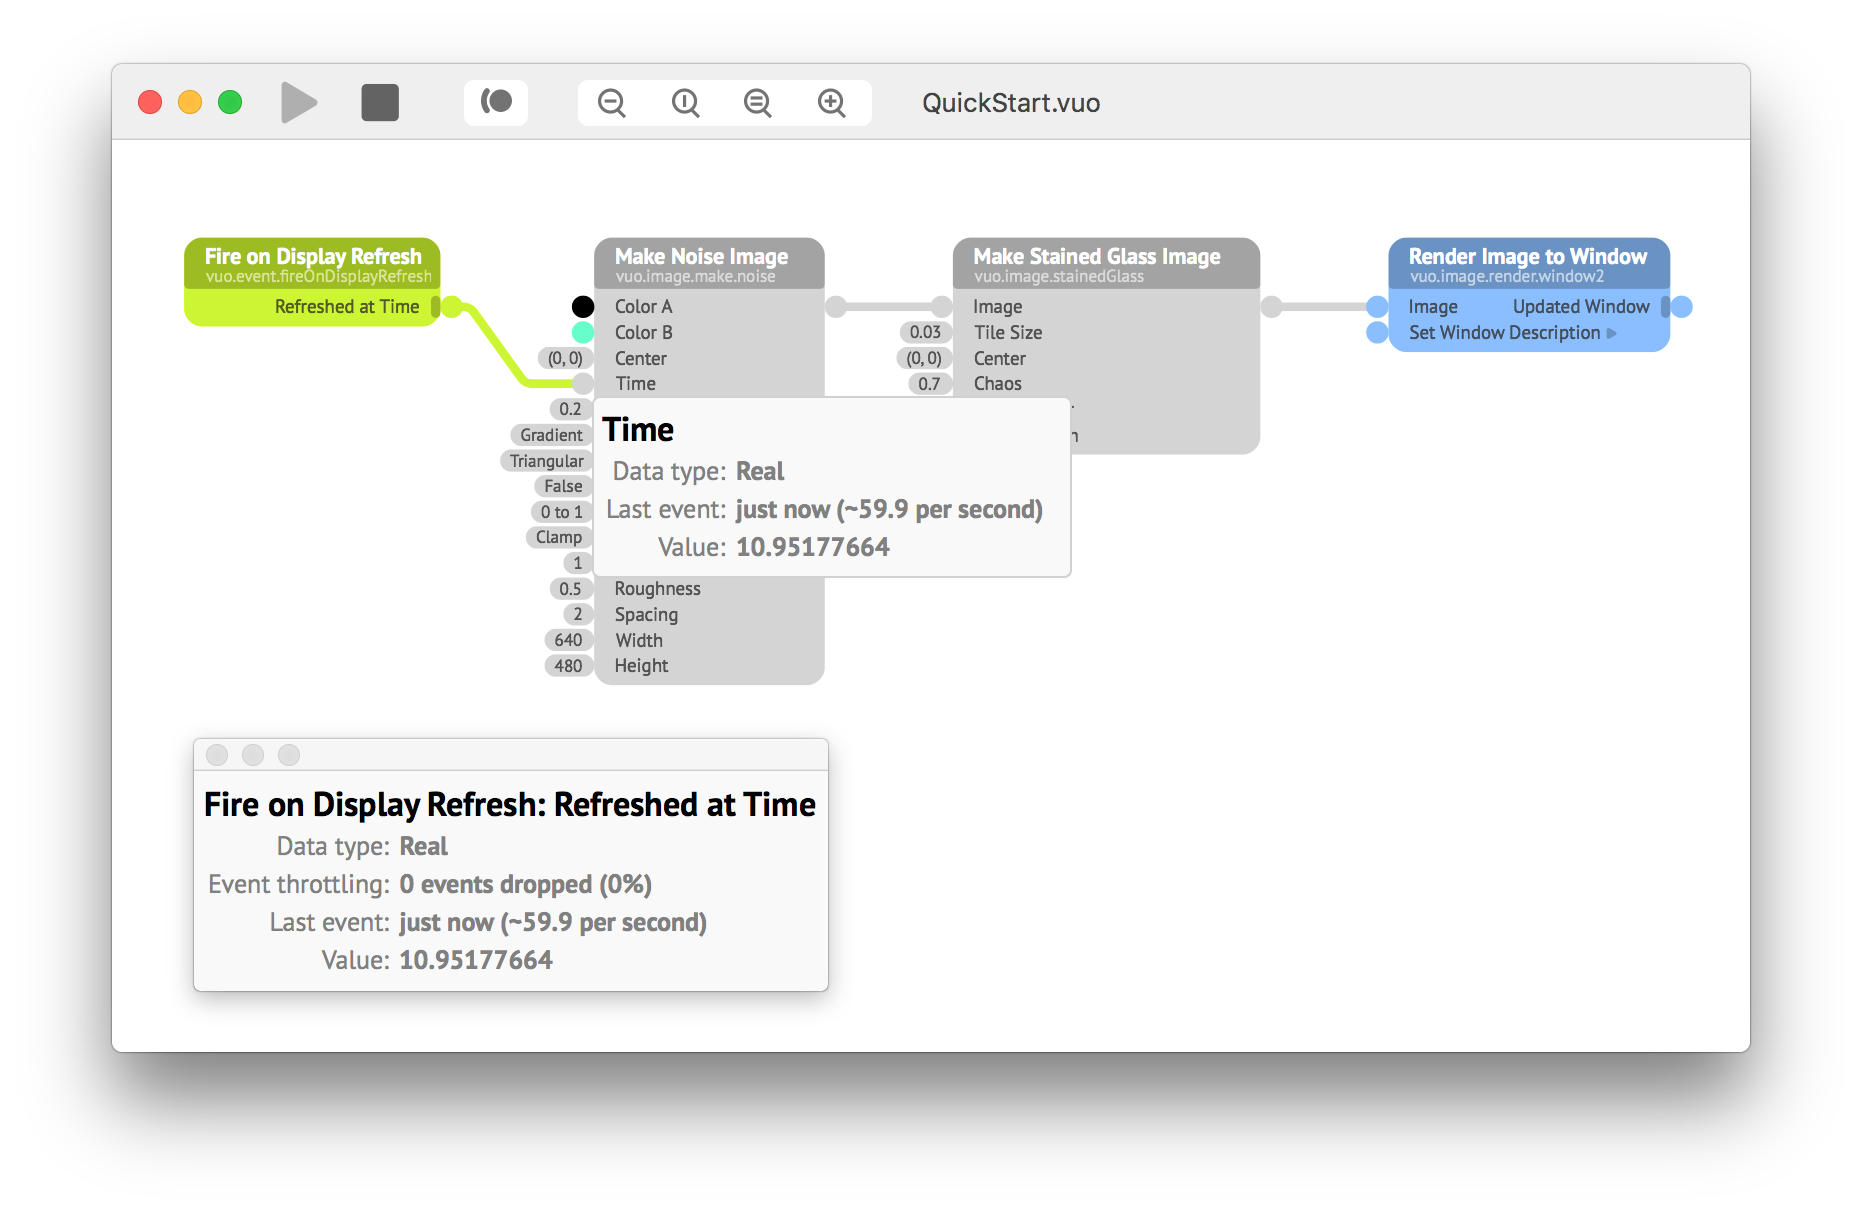 QuickStart.vuo
Fire on Display Refresh
vuo.event.fireOnDisplayRefresh
Refreshed at Time
Make Noise Image
vuo.image.make.noise
Color A
Color B
(0, 0) Center
Time
0.2
Gradient
Triangular
False
0 to 1
Clamp
1
0.5 Roughness
2 Spacing
640 Width
480 Height
Make Stained Glass Image
vuo.image.stainedGlass
Image
0.03 Tile Size
(0, 0) Center
0.7 Chaos
Render Image to Window
vuo.image.render.window2
Image Updated Window
Set Window Description
Time
Data type: Real
Last event: just now (~59.9 per second)
Value: 10.95177664
Fire on Display Refresh: Refreshed at Time
Data type: Real
Event throttling: 0 events dropped (0%)
Last event: just now (~59.9 per second)
Value: 10.95177664